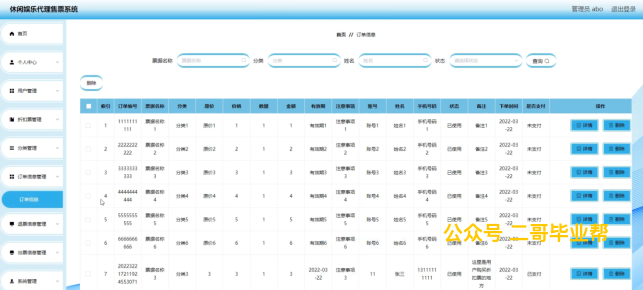 休闲娱乐代理售票系统
管理员 abo 退出登录
首页
个人中心
用户管理
折扣票管理
分类管理
订单信息管理
订单信息
退票信息管理
出票信息管理
系统管理
首页 // 订单信息
票据名称 票据名称 分类 分类 姓名 姓名 状态 查询
删除
索引 订单编号 票据名称 分类 原价 价格 数量 金额 有效期 注意事项 账号 姓名 手机号码 状态 备注 下单时间 是否支付 操作
1 1111111111 票据名称1 分类1 原价1 1 1 1 有效期1 注意事项1 账号1 姓名1 手机号码1 已使用 备注1 2022-03-22 未支付 详情 删除
2 2222222222 票据名称2 分类2 原价2 2 2 2 有效期2 注意事项2 账号2 姓名2 手机号码2 已使用 备注2 2022-03-22 未支付 详情 删除
3 3333333333 票据名称3 分类3 原价3 3 3 3 有效期3 注意事项3 账号3 姓名3 手机号码3 已使用 备注3 2022-03-22 未支付 详情 删除
4 4444444444 票据名称4 分类4 原价4 4 4 4 有效期4 注意事项4 账号4 姓名4 手机号码4 已使用 备注4 2022-03-22 未支付 详情 删除
5 5555555555 票据名称5 分类5 原价5 5 5 5 有效期5 注意事项5 账号5 姓名5 手机号码5 已使用 备注5 2022-03-22 未支付 详情 删除
6 6666666666 票据名称6 分类6 原价6 6 6 6 有效期6 注意事项6 账号6 姓名6 手机号码6 已使用 备注6 2022-03-22 未支付 详情 删除
公众号 二哥毕业帮
7 20223221721924553071 票据名称3 分类3 3 3 1 3 2022-03-22 注意事项3 11 张三 13111111111 已使用 这里是用户购买折扣票的地方 2022-03-22 已支付 详情 删除